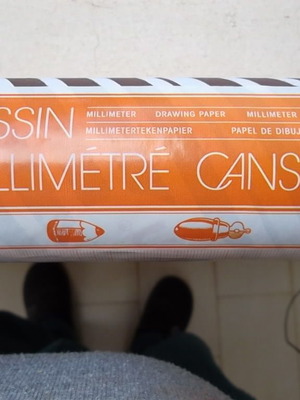 SSIN
MILLIMETER DRAWING PAPER MILLIMETER
MILLIMETERTEKENPAPIER PAPEL DE DIBUJ
LLIMÉTRÉ CANS